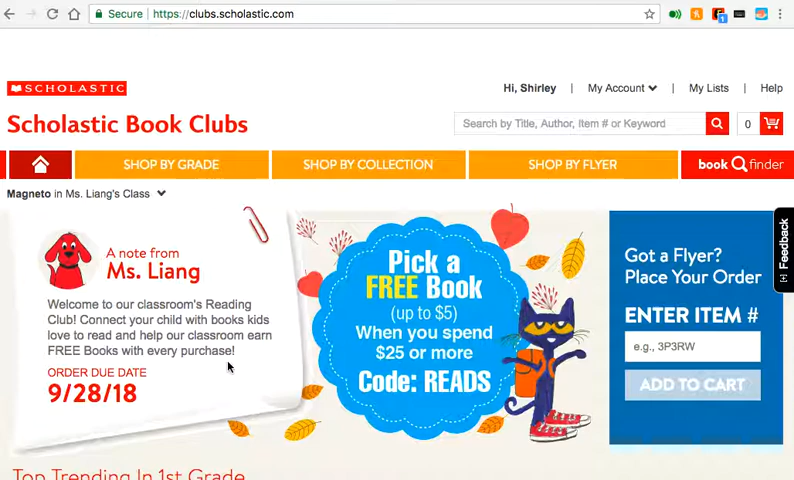 Secure
https://clubs.scholastic.com
1
SCHOLASTIC
Hi, Shirley
My Account
My Lists
Help
Scholastic Book Clubs
Search by Title, Author, Item # or Keyword
0
SHOP BY GRADE
SHOP BY COLLECTION
SHOP BY FLYER
book finder
Magneto in Ms. Liang's Class
A note from
Ms. Liang
Welcome to our classroom's Reading
Club! Connect your child with books kids
love to read and help our classroom earn
FREE Books with every purchase!
ORDER DUE DATE
9/28/18
Pick a
FREE Book
(up to $5)
When you spend
$25 or more
Code: READS
Got a Flyer?
Place Your Order
ENTER ITEM #
e.g., 3P3RW
ADD TO CART
[+] Feedback
Top Trending In 1st Grade